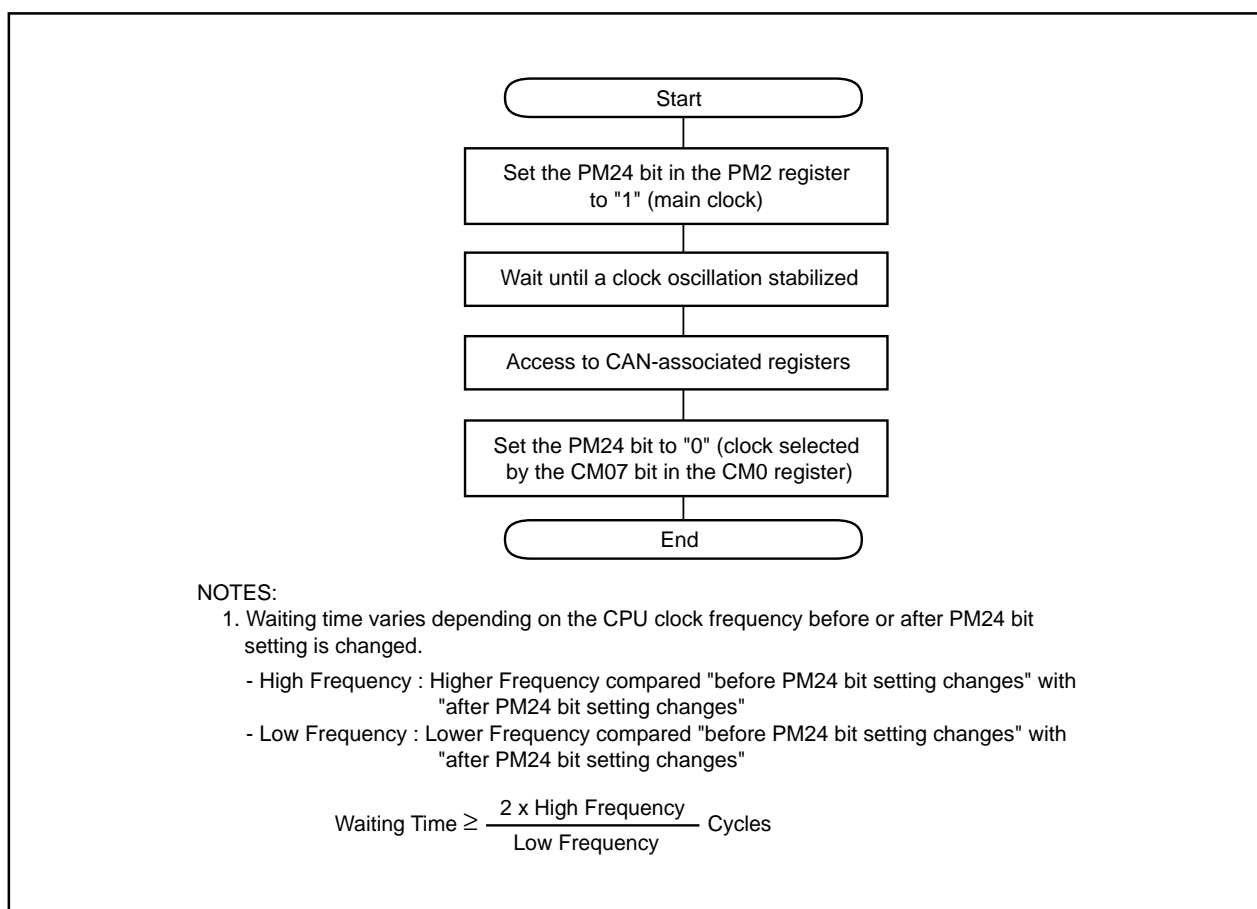 Start
Set the PM24 bit in the PM2 register
to "1" (main clock)
Wait until a clock oscillation stabilized
Access to CAN-associated registers
Set the PM24 bit to "0" (clock selected
by the CM07 bit in the CM0 register)
End
NOTES:
1. Waiting time varies depending on the CPU clock frequency before or after PM24 bit
setting is changed.
- High Frequency : Higher Frequency compared "before PM24 bit setting changes" with
"after PM24 bit setting changes"
- Low Frequency : Lower Frequency compared "before PM24 bit setting changes" with
"after PM24 bit setting changes"
2 x High Frequency
Waiting Time ≥ Cycles
Low Frequency